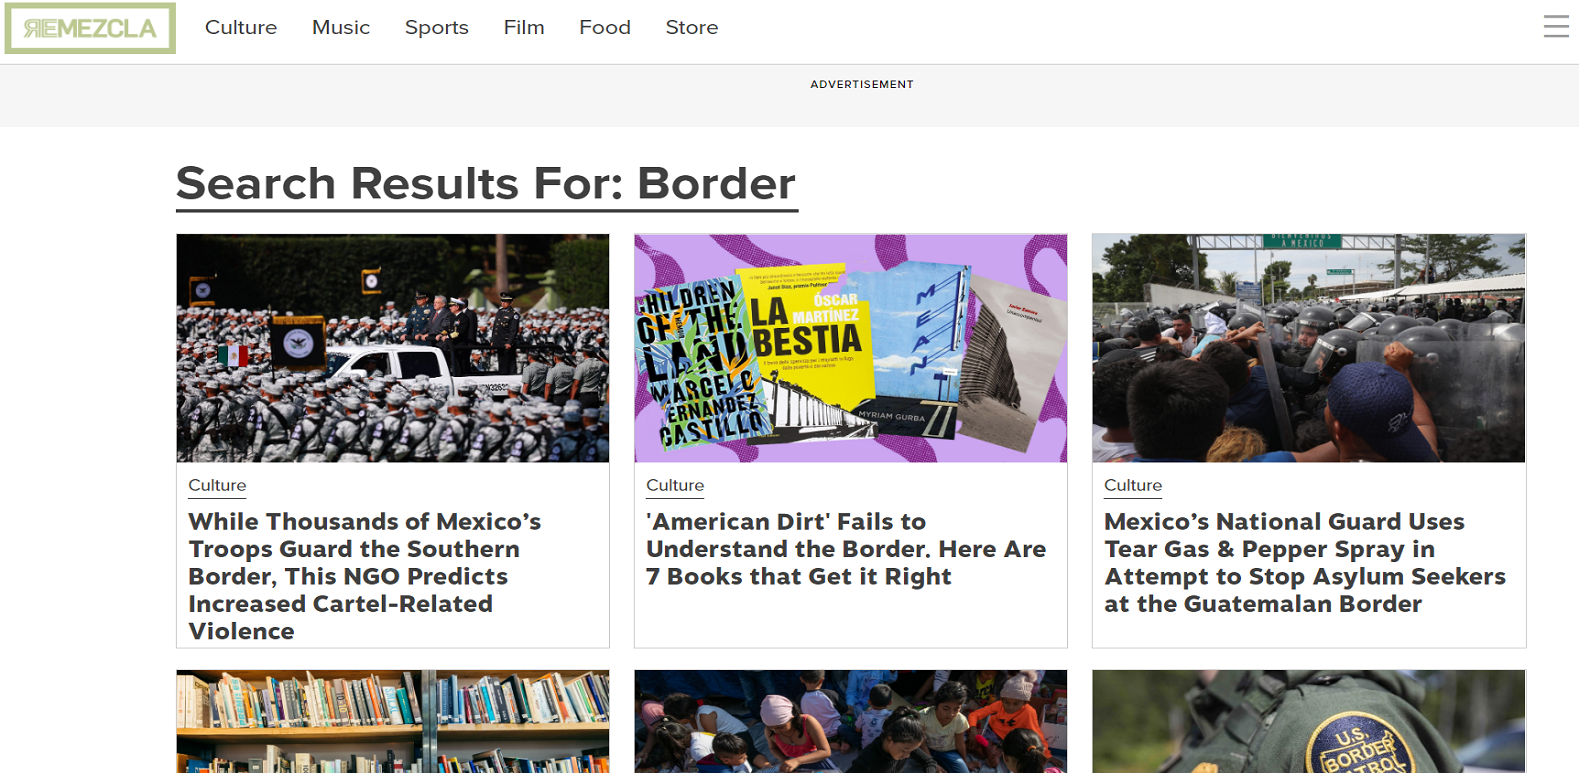 REMEZCLA
Culture Music Sports Film Food Store
ADVERTISEMENT
Search Results For: Border
BIENVENIDOS
A MEXICO
CHILDREN
OF THE
LAND
MARCELO
HERNANDEZ
CASTILLO
LA
BESTIA
ÓSCAR
MARTÍNEZ
MEAN
MYRIAM GURBA
Culture
While Thousands of Mexico’s
Troops Guard the Southern
Border, This NGO Predicts
Increased Cartel-Related
Violence
Culture
'American Dirt' Fails to
Understand the Border. Here Are
7 Books that Get it Right
Culture
Mexico’s National Guard Uses
Tear Gas & Pepper Spray in
Attempt to Stop Asylum Seekers
at the Guatemalan Border
U.S.
BORDER